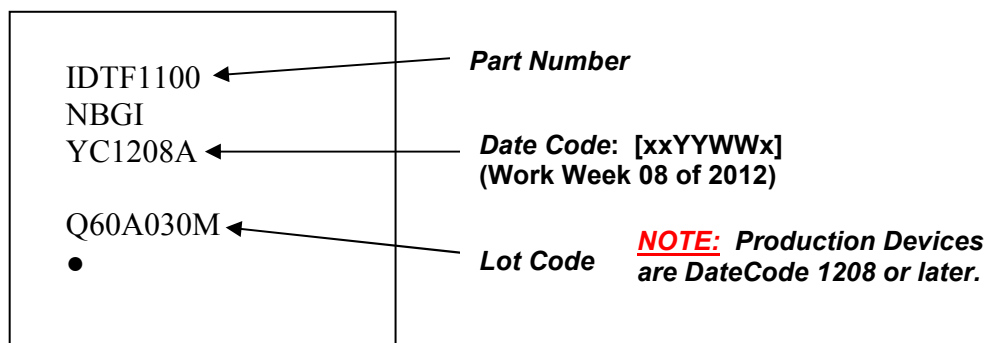 IDTF1100
NBGI
YC1208A
Q60A030M
●
Part Number
Date Code: [xxYYWWx]
(Work Week 08 of 2012)
Lot Code
NOTE: Production Devices
are DateCode 1208 or later.